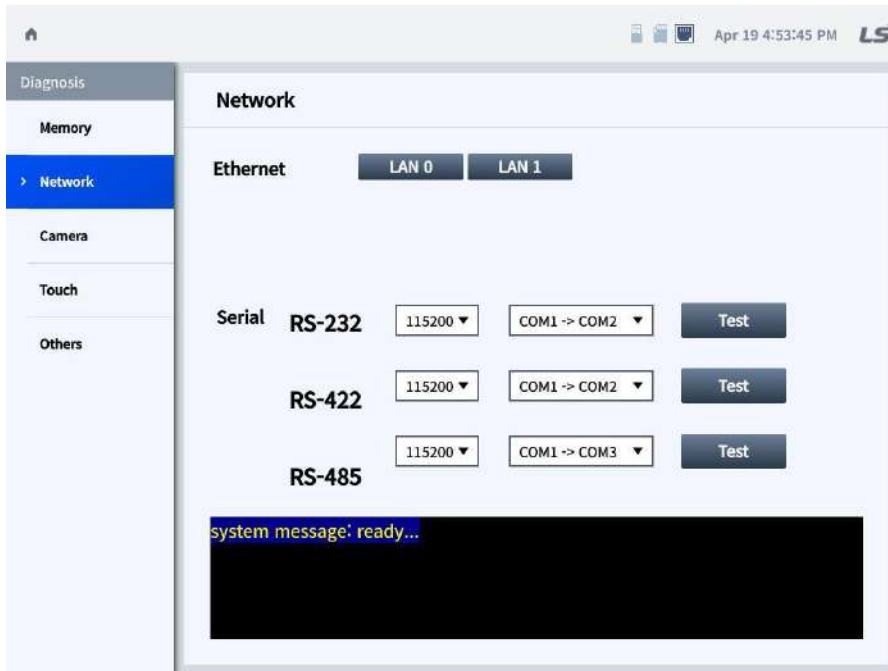 Apr 19 4:53:45 PM LS
Diagnosis
Memory
> Network
Camera
Touch
Others
Network
Ethernet LAN 0 LAN 1
Serial RS-232 115200 ▼ COM1 -> COM2 ▼ Test
RS-422 115200 ▼ COM1 -> COM2 ▼ Test
RS-485 115200 ▼ COM1 -> COM3 ▼ Test
system message: ready...